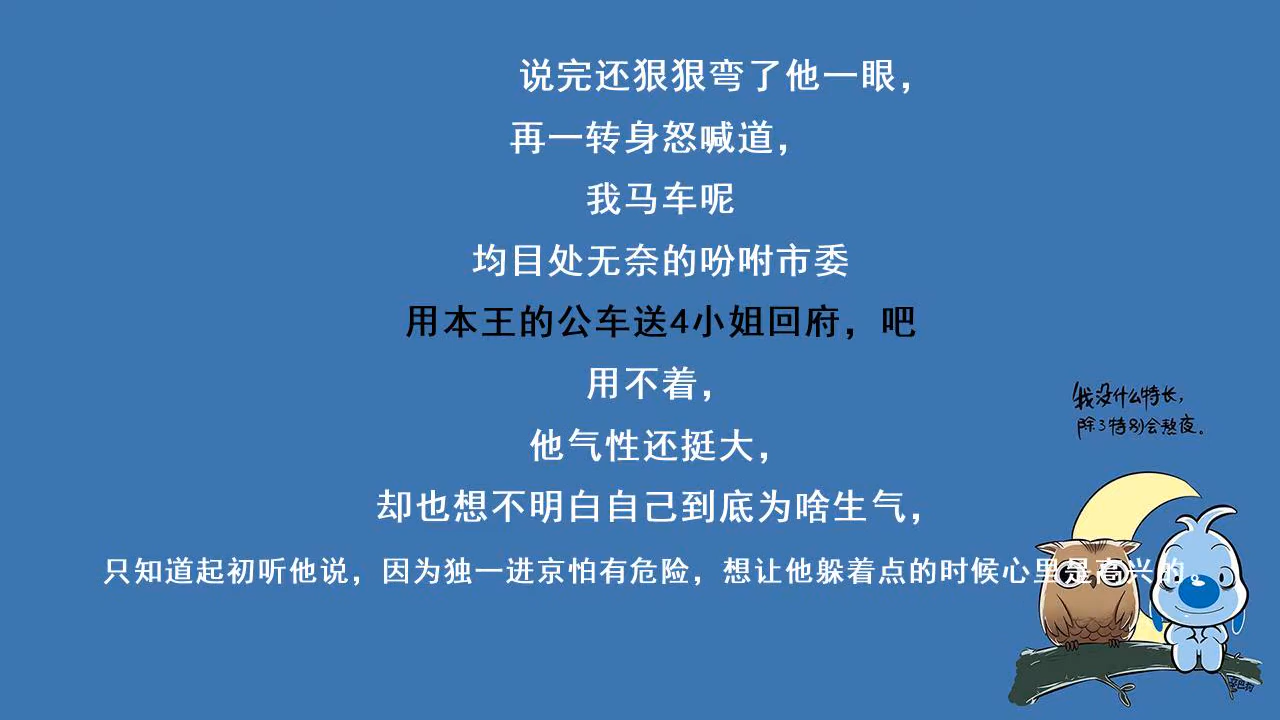 说完还狠狠弯了他一眼，
再一转身怒喊道，
我马车呢
均目处无奈的吩咐市委
用本王的公车送4小姐回府，吧
用不着，
他气性还挺大，
却也想不明白自己到底为啥生气，
只知道起初听他说，因为独一进京怕有危险，想让他躲着点的时候心里是高兴的。
我没什么特长，
除了特别会熬夜。